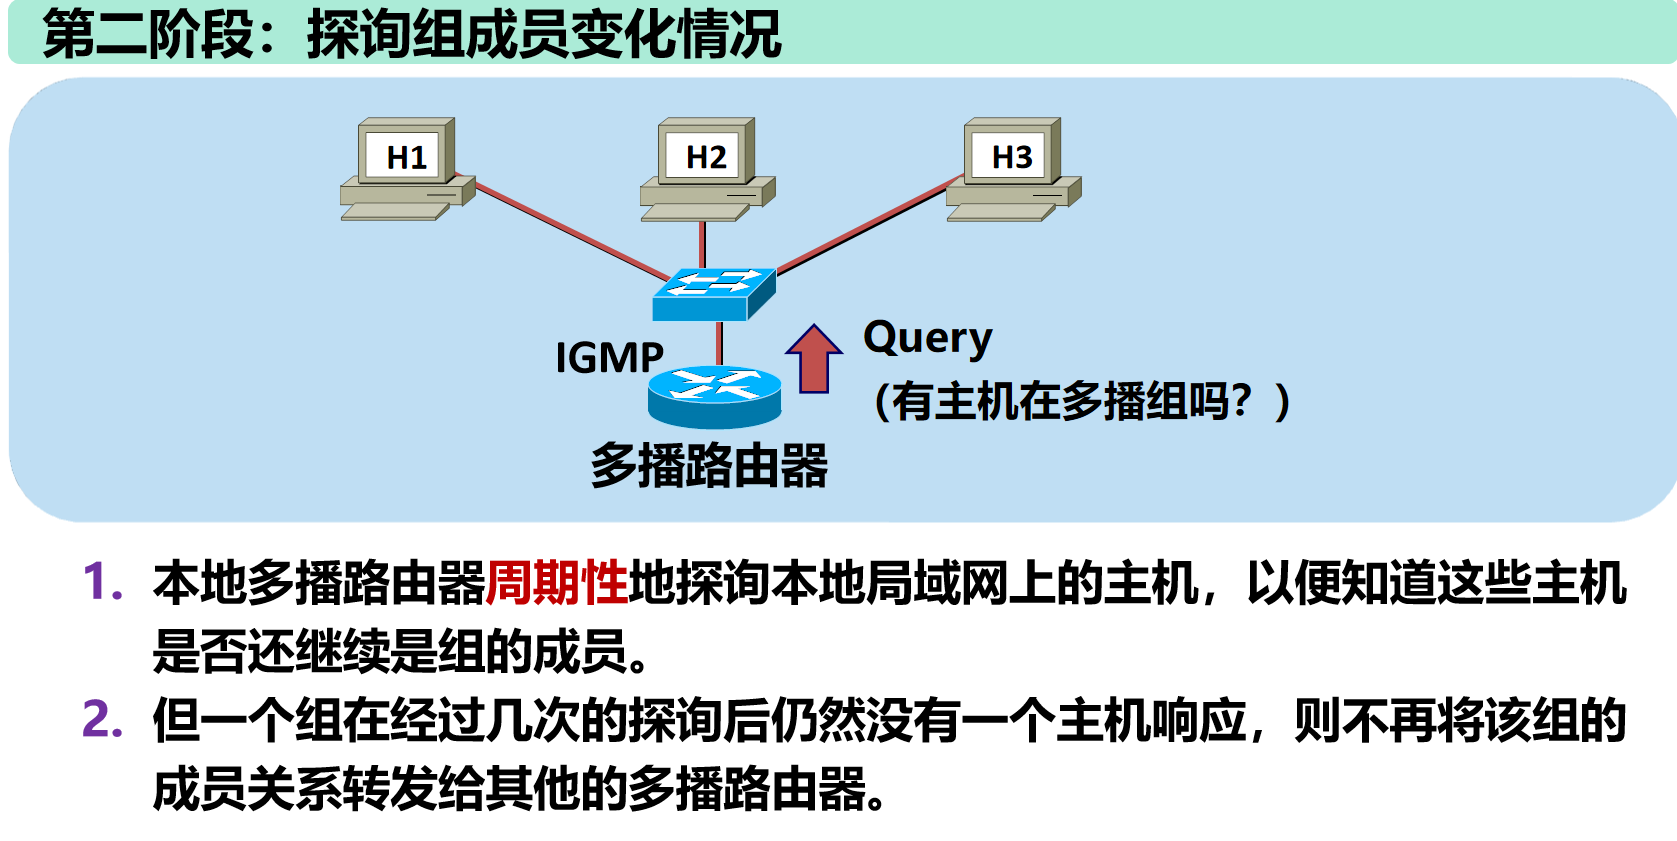 第二阶段：探询组成员变化情况
H1
H2
H3
IGMP
Query
（有主机在多播组吗？）
多播路由器
1. 本地多播路由器周期性地探询本地局域网上的主机，以便知道这些主机
是否还继续是组的成员。
2. 但一个组在经过几次的探询后仍然没有一个主机响应，则不再将该组的
成员关系转发给其他的多播路由器。